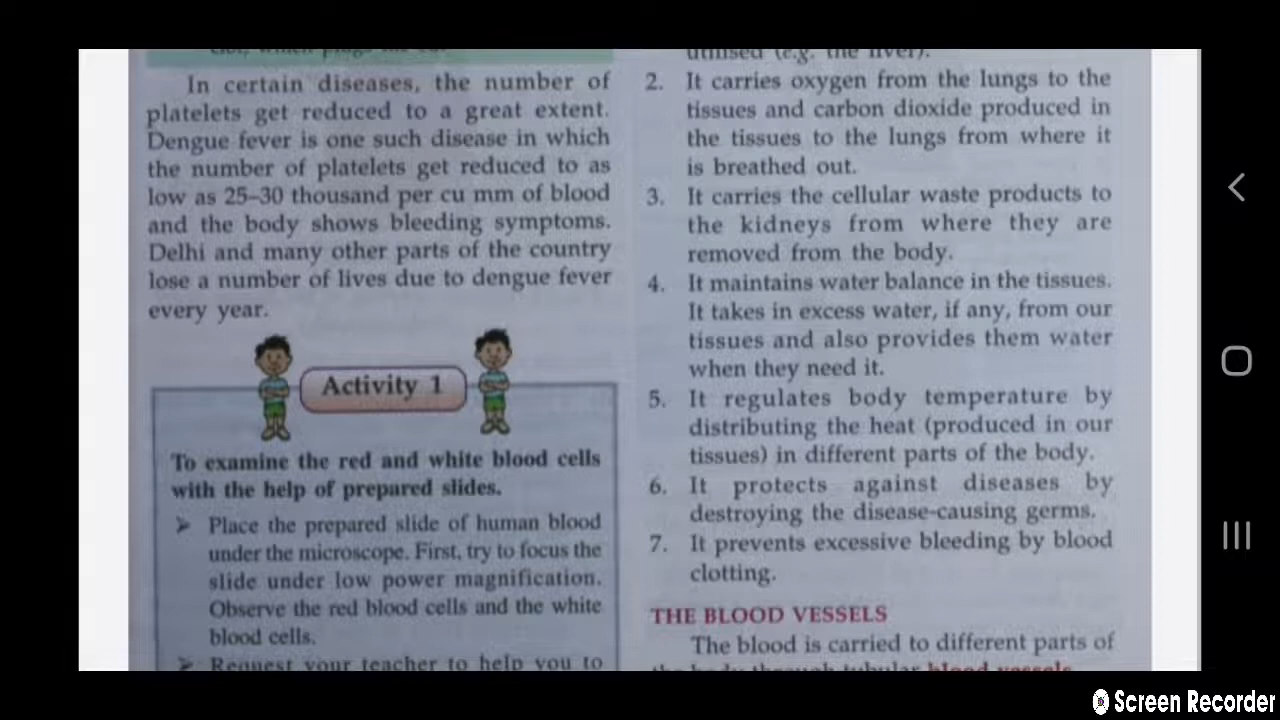 In certain diseases, the number of
platelets get reduced to a great extent.
Dengue fever is one such disease in which
the number of platelets get reduced to as
low as 25–30 thousand per cu mm of blood
and the body shows bleeding symptoms.
Delhi and many other parts of the country
lose a number of lives due to dengue fever
every year.
Activity 1
To examine the red and white blood cells
with the help of prepared slides.
➤ Place the prepared slide of human blood
under the microscope. First, try to focus the
slide under low power magnification.
Observe the red blood cells and the white
blood cells.
➤ Request your teacher to help you to
utilised (e.g. the liver).
2. It carries oxygen from the lungs to the
tissues and carbon dioxide produced in
the tissues to the lungs from where it
is breathed out.
3. It carries the cellular waste products to
the kidneys from where they are
removed from the body.
4. It maintains water balance in the tissues.
It takes in excess water, if any, from our
tissues and also provides them water
when they need it.
5. It regulates body temperature by
distributing the heat (produced in our
tissues) in different parts of the body.
6. It protects against diseases by
destroying the disease-causing germs.
7. It prevents excessive bleeding by blood
clotting.
THE BLOOD VESSELS
The blood is carried to different parts of
the body through tubular blood vessels
Screen Recorder